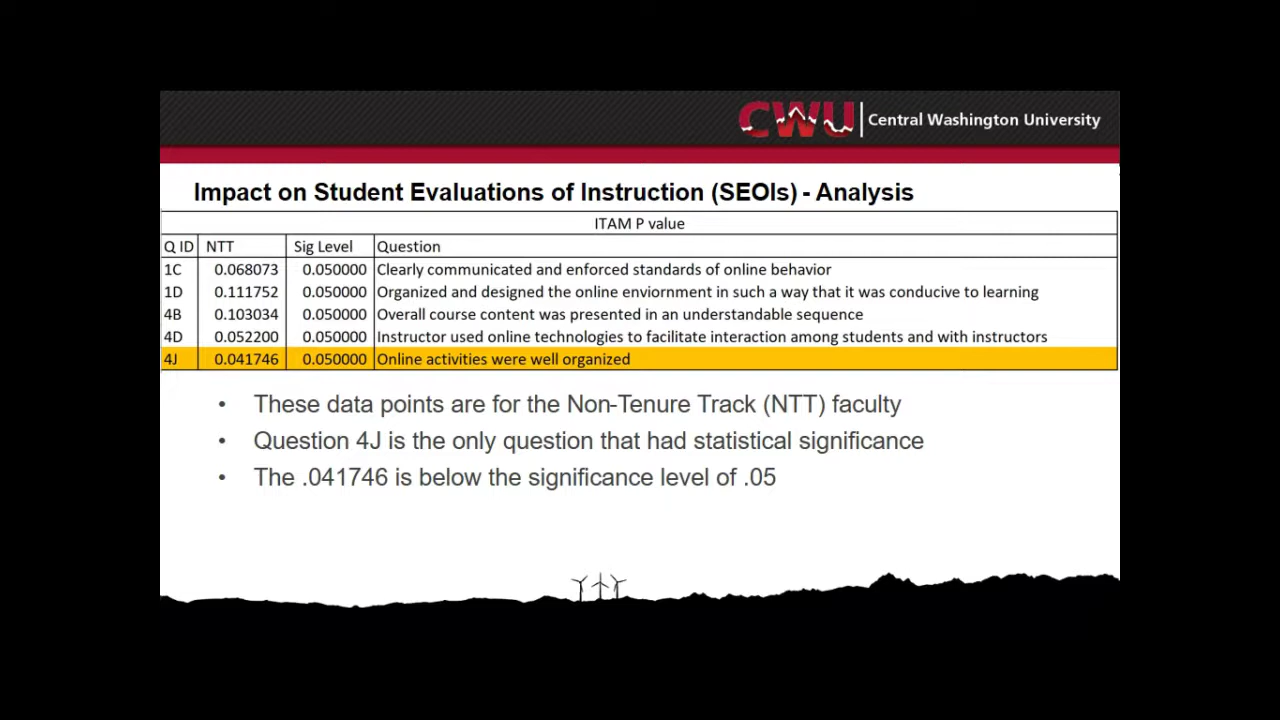 CWU Central Washington University
Impact on Student Evaluations of Instruction (SEOIs) - Analysis
ITAM P value
Q ID NTT Sig Level Question
1C 0.068073 0.050000 Clearly communicated and enforced standards of online behavior
1D 0.111752 0.050000 Organized and designed the online enviornment in such a way that it was conducive to learning
4B 0.103034 0.050000 Overall course content was presented in an understandable sequence
4D 0.052200 0.050000 Instructor used online technologies to facilitate interaction among students and with instructors
4J 0.041746 0.050000 Online activities were well organized
• These data points are for the Non-Tenure Track (NTT) faculty
• Question 4J is the only question that had statistical significance
• The .041746 is below the significance level of .05